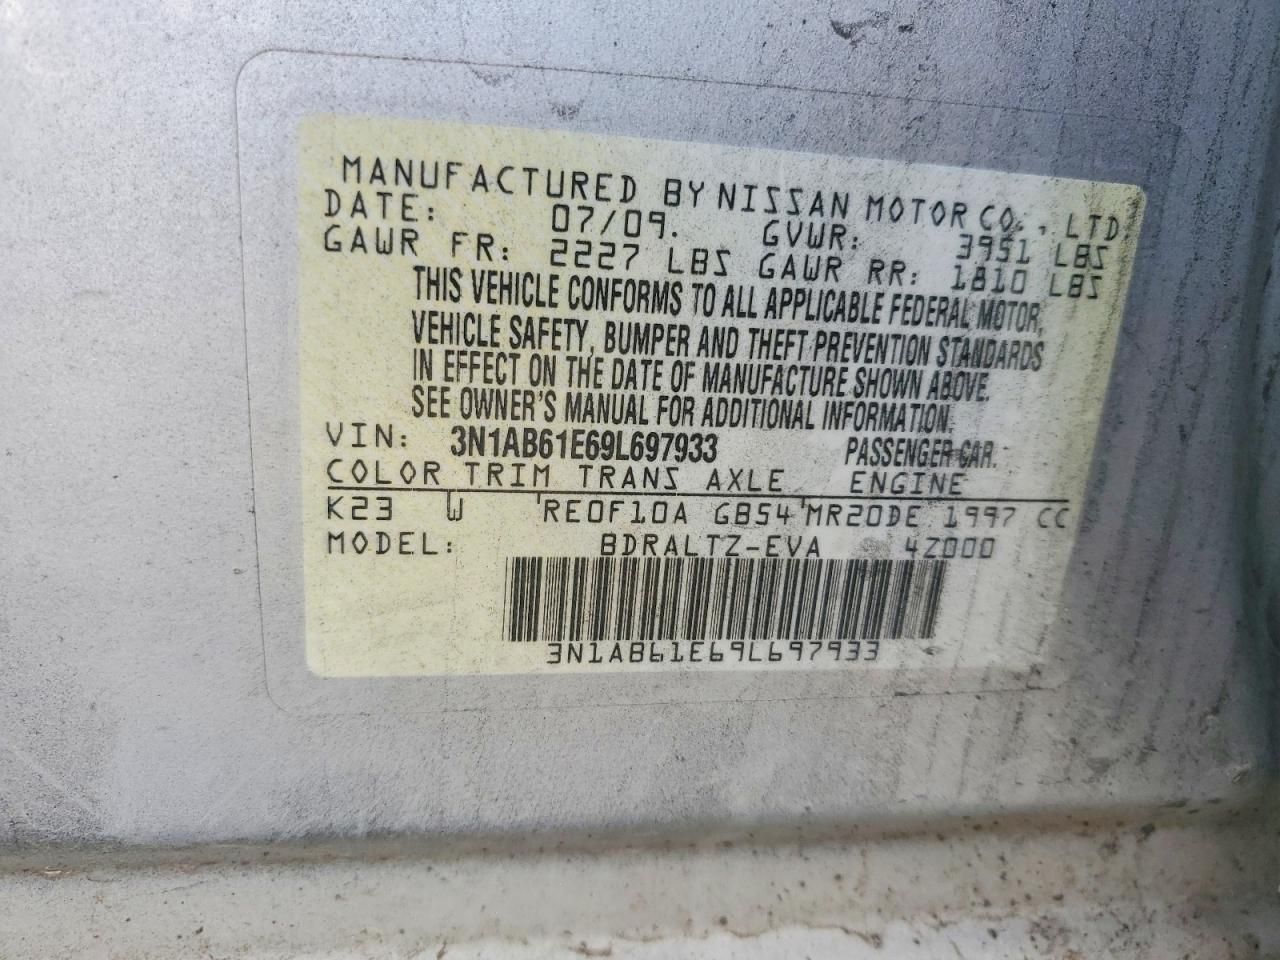 MANUFACTURED BY NISSAN MOTOR CO., LTD.
DATE: 07/09. GVWR: 3951 LBS
GAWR FR: 2227 LBS GAWR RR: 1810 LBS
THIS VEHICLE CONFORMS TO ALL APPLICABLE FEDERAL MOTOR
VEHICLE SAFETY, BUMPER AND THEFT PREVENTION STANDARDS
IN EFFECT ON THE DATE OF MANUFACTURE SHOWN ABOVE.
SEE OWNER'S MANUAL FOR ADDITIONAL INFORMATION.
VIN: 3N1AB61E69L697933 PASSENGER CAR.
COLOR TRIM TRANS AXLE ENGINE
K23 W RE0F10A GB54 MR20DE 1997 CC
MODEL: BDRALTZ-EVA 4Z000
3N1AB61E69L697933